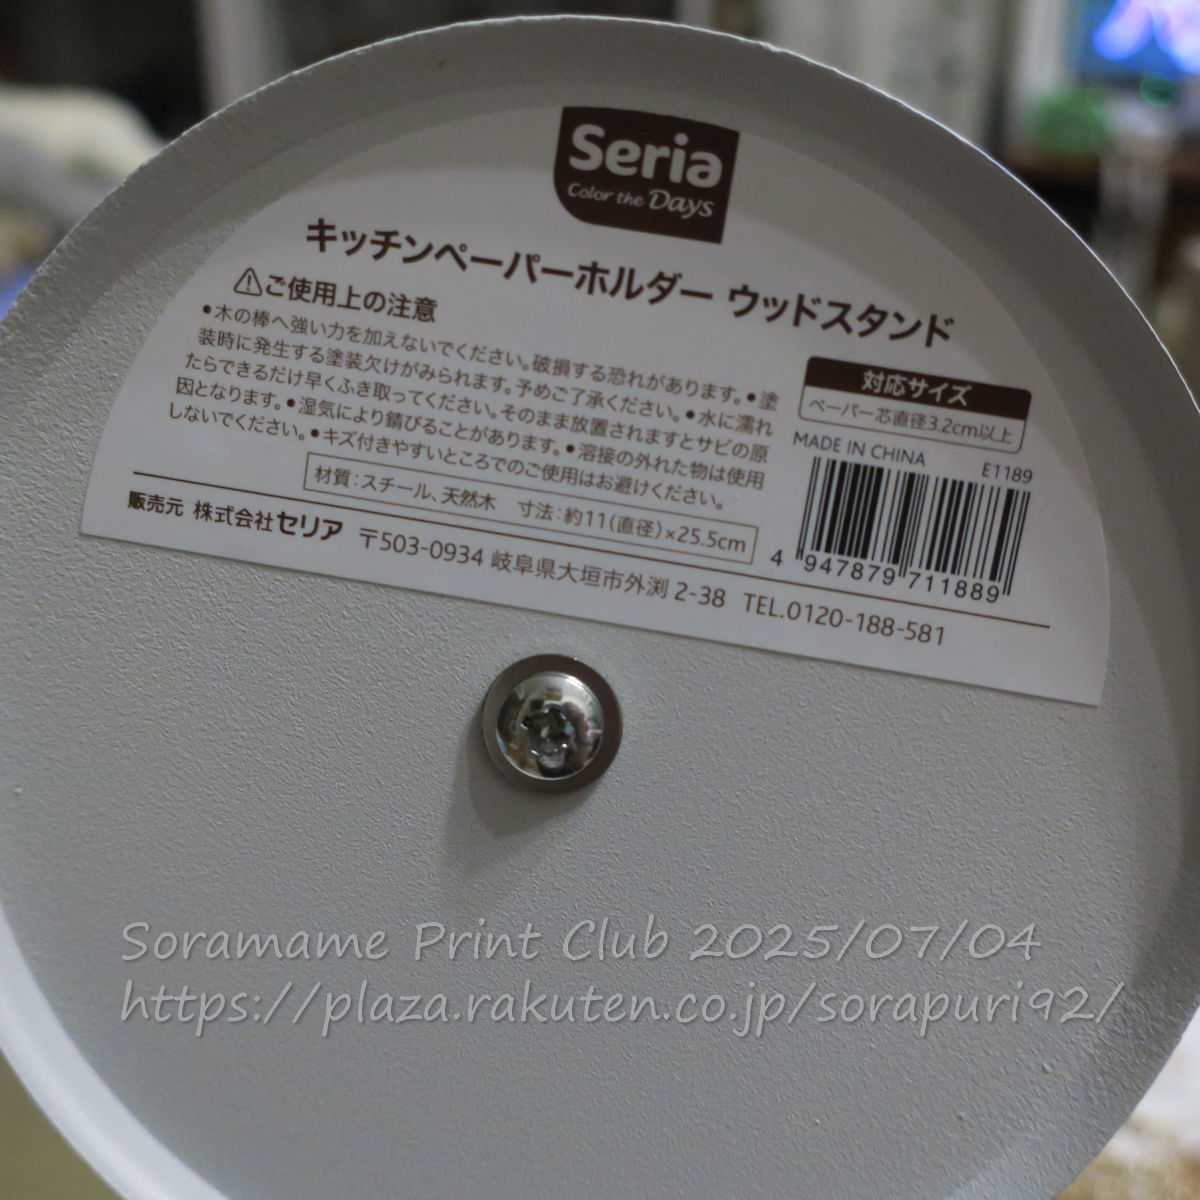 Seria
Color the Days
キッチンペーパーホルダー ウッドスタンド
⚠ご使用上の注意
●木の棒へ強い力を加えないでください。破損する恐れがあります。●塗
装時に発生する塗装欠けがみられます。予めご了承ください。●水に濡れ
たらできるだけ早くふき取ってください。そのまま放置されますとサビの原
因となります。●湿気により錆びることがあります。●溶接の外れた物は使用
しないでください。●キズ付きやすいところでのご使用はお避けください。
材質：スチール、天然木 寸法：約11(直径)×25.5cm
対応サイズ
ペーパー芯直径3.2cm以上
MADE IN CHINA E1189
4 947879 711889
販売元 株式会社セリア 〒503-0934 岐阜県大垣市外渕 2-38 TEL.0120-188-581
Soramame Print Club 2025/07/04
https://plaza.rakuten.co.jp/sorapuri92/